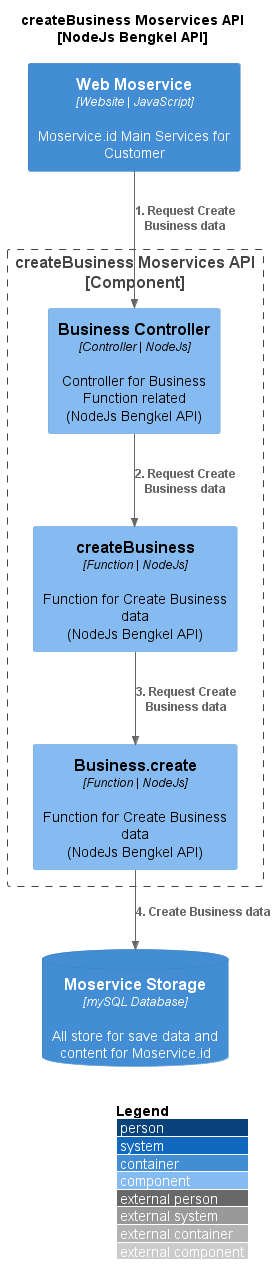 createBusiness Moservices API
[NodeJs Bengkel API]
Web Moservice
[Website | JavaScript]
Moservice.id Main Services for
Customer
1. Request Create
Business data
createBusiness Moservices API
[Component]
Business Controller
[Controller | NodeJs]
Controller for Business
Function related
(NodeJs Bengkel API)
2. Request Create
Business data
createBusiness
[Function | NodeJs]
Function for Create Business
data
(NodeJs Bengkel API)
3. Request Create
Business data
Business.create
[Function | NodeJs]
Function for Create Business
data
(NodeJs Bengkel API)
4. Create Business data
Moservice Storage
[mySQL Database]
All store for save data and
content for Moservice.id
Legend
person
system
container
component
external person
external system
external container
external component